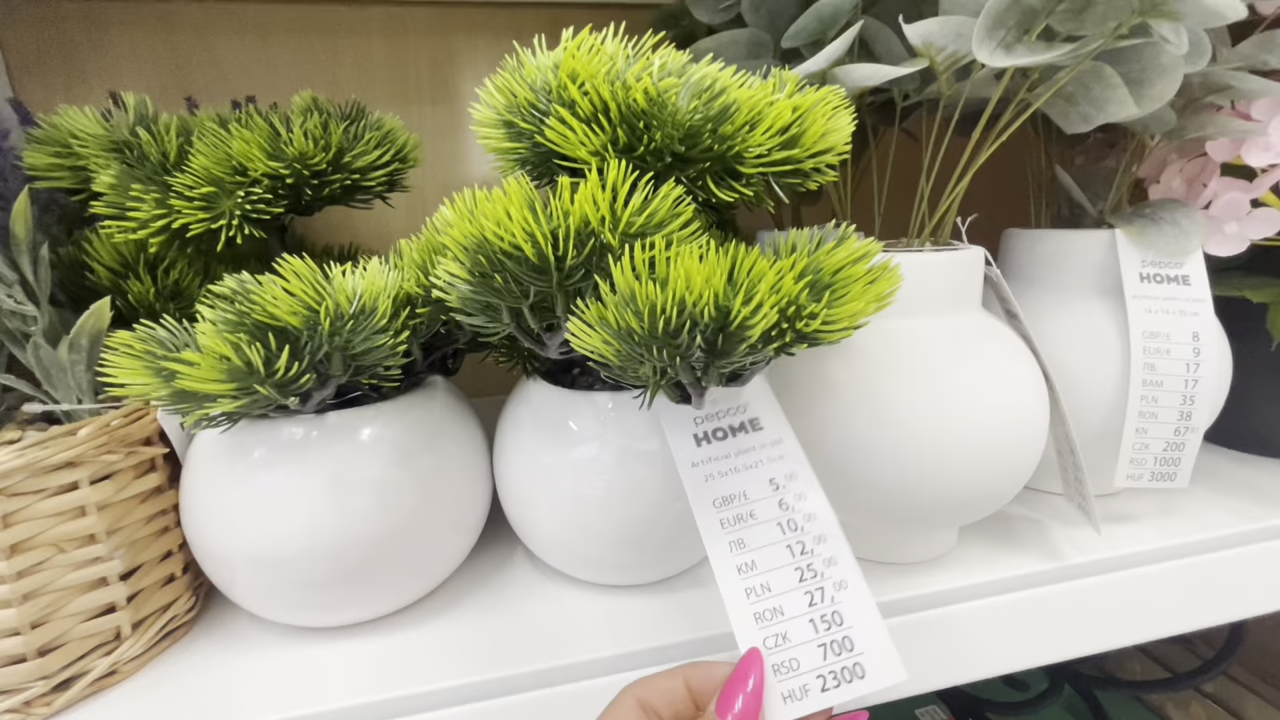 pepco
HOME
Artificial plant in pot
25.5x16.5x21.5cm
GBP/£ 5,00
EUR/€ 6,00
ЛВ. 10,00
KM 12,00
PLN 25,00
RON 27,00
CZK 150
RSD 700
HUF 2300
pepco
HOME
GBP/£ 8
EUR/€ 9
ЛВ. 17
BAM 17
PLN 35
RON 38
KN 67
CZK 200
RSD 1000
HUF 3000